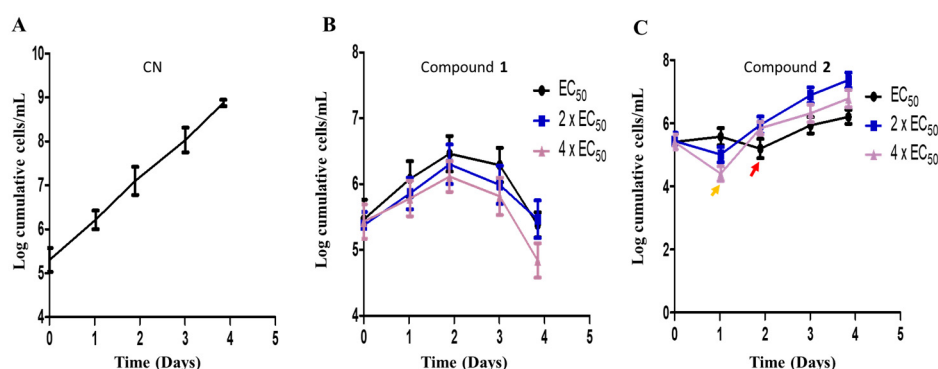 A
CN
Log cumulative cells/mL
10
9
8
7
6
5
4
0 1 2 3 4 5
Time (Days)
B
Compound 1
Log cumulative cells/mL
8
7
6
5
4
0 1 2 3 4 5
Time (Days)
EC50
2 x EC50
4 x EC50
C
Compound 2
Log cumulative cells/mL
8
6
4
2
0
0 1 2 3 4 5
Time (Days)
EC50
2 x EC50
4 x EC50